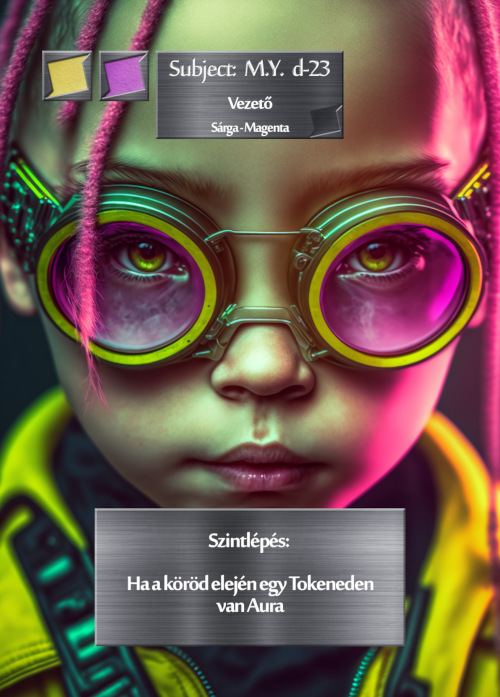 Subject: M.Y. d-23
Vezető
Sárga - Magenta
Szintlépés:
Ha a köröd elején egy Tokeneden
van Aura